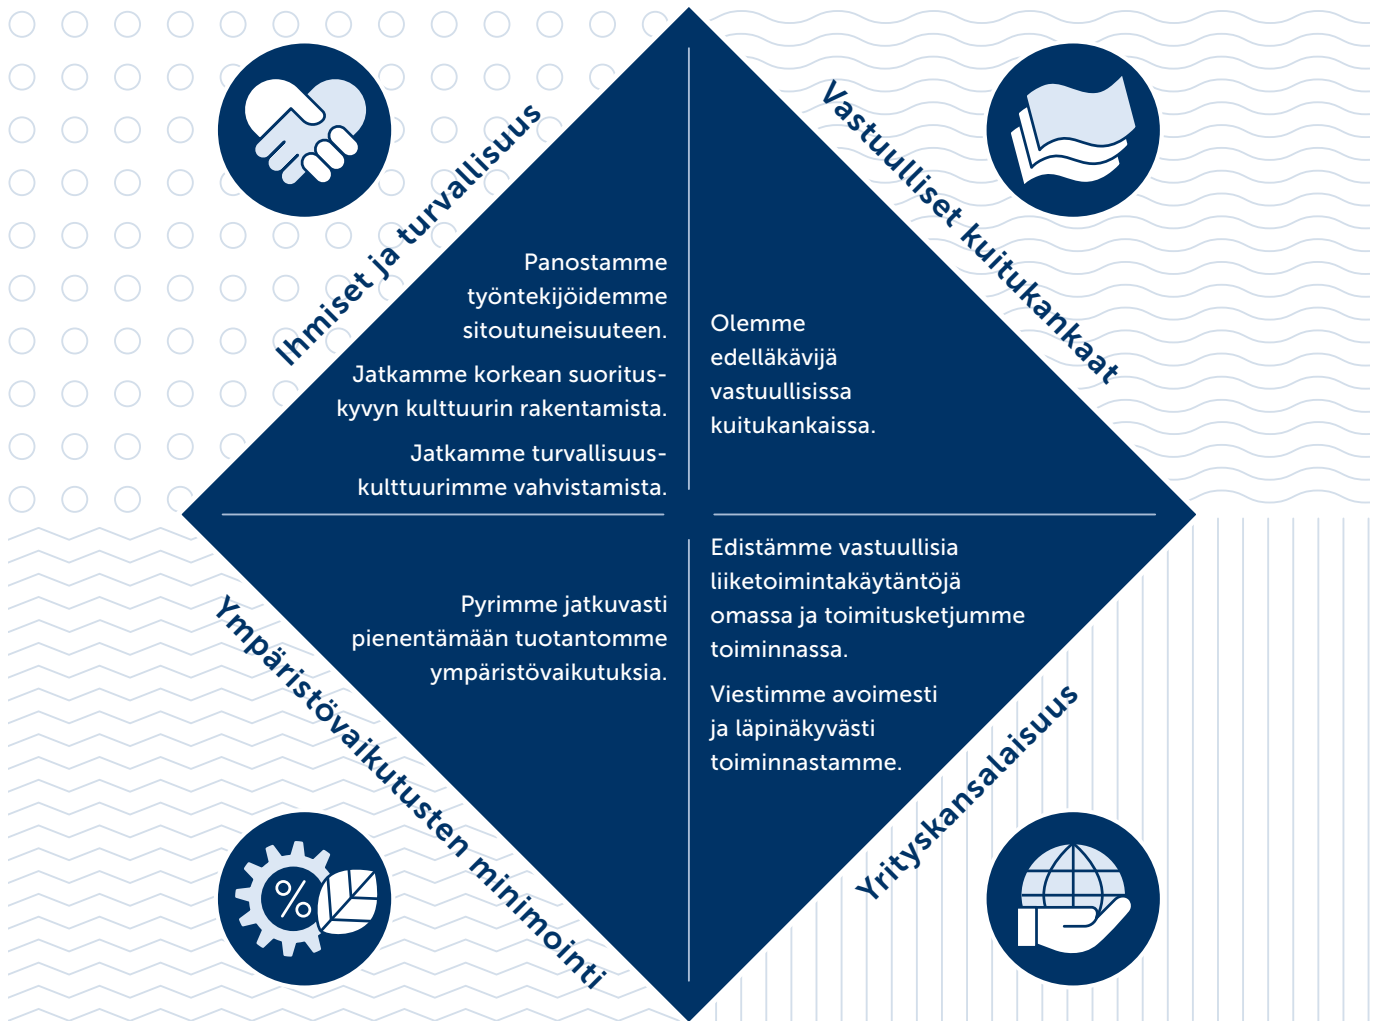 Ihmiset ja turvallisuus
Panostamme
työntekijöidemme
sitoutuneisuuteen.
Jatkamme korkean suoritus-
kyvyn kulttuurin rakentamista.
Jatkamme turvallisuus-
kulttuurimme vahvistamista.
Vastuulliset kuitukankaat
Olemme
edelläkävijä
vastuullisissa
kuitukankaissa.
Ympäristövaikutusten minimointi
Pyrimme jatkuvasti
pienentämään tuotantomme
ympäristövaikutuksia.
Edistämme vastuullisia
liiketoimintakäytäntöjä
omassa ja toimitusketjumme
toiminnassa.
Viestimme avoimesti
ja läpinäkyvästi
toiminnastamme.
Yrityskansalaisuus
%